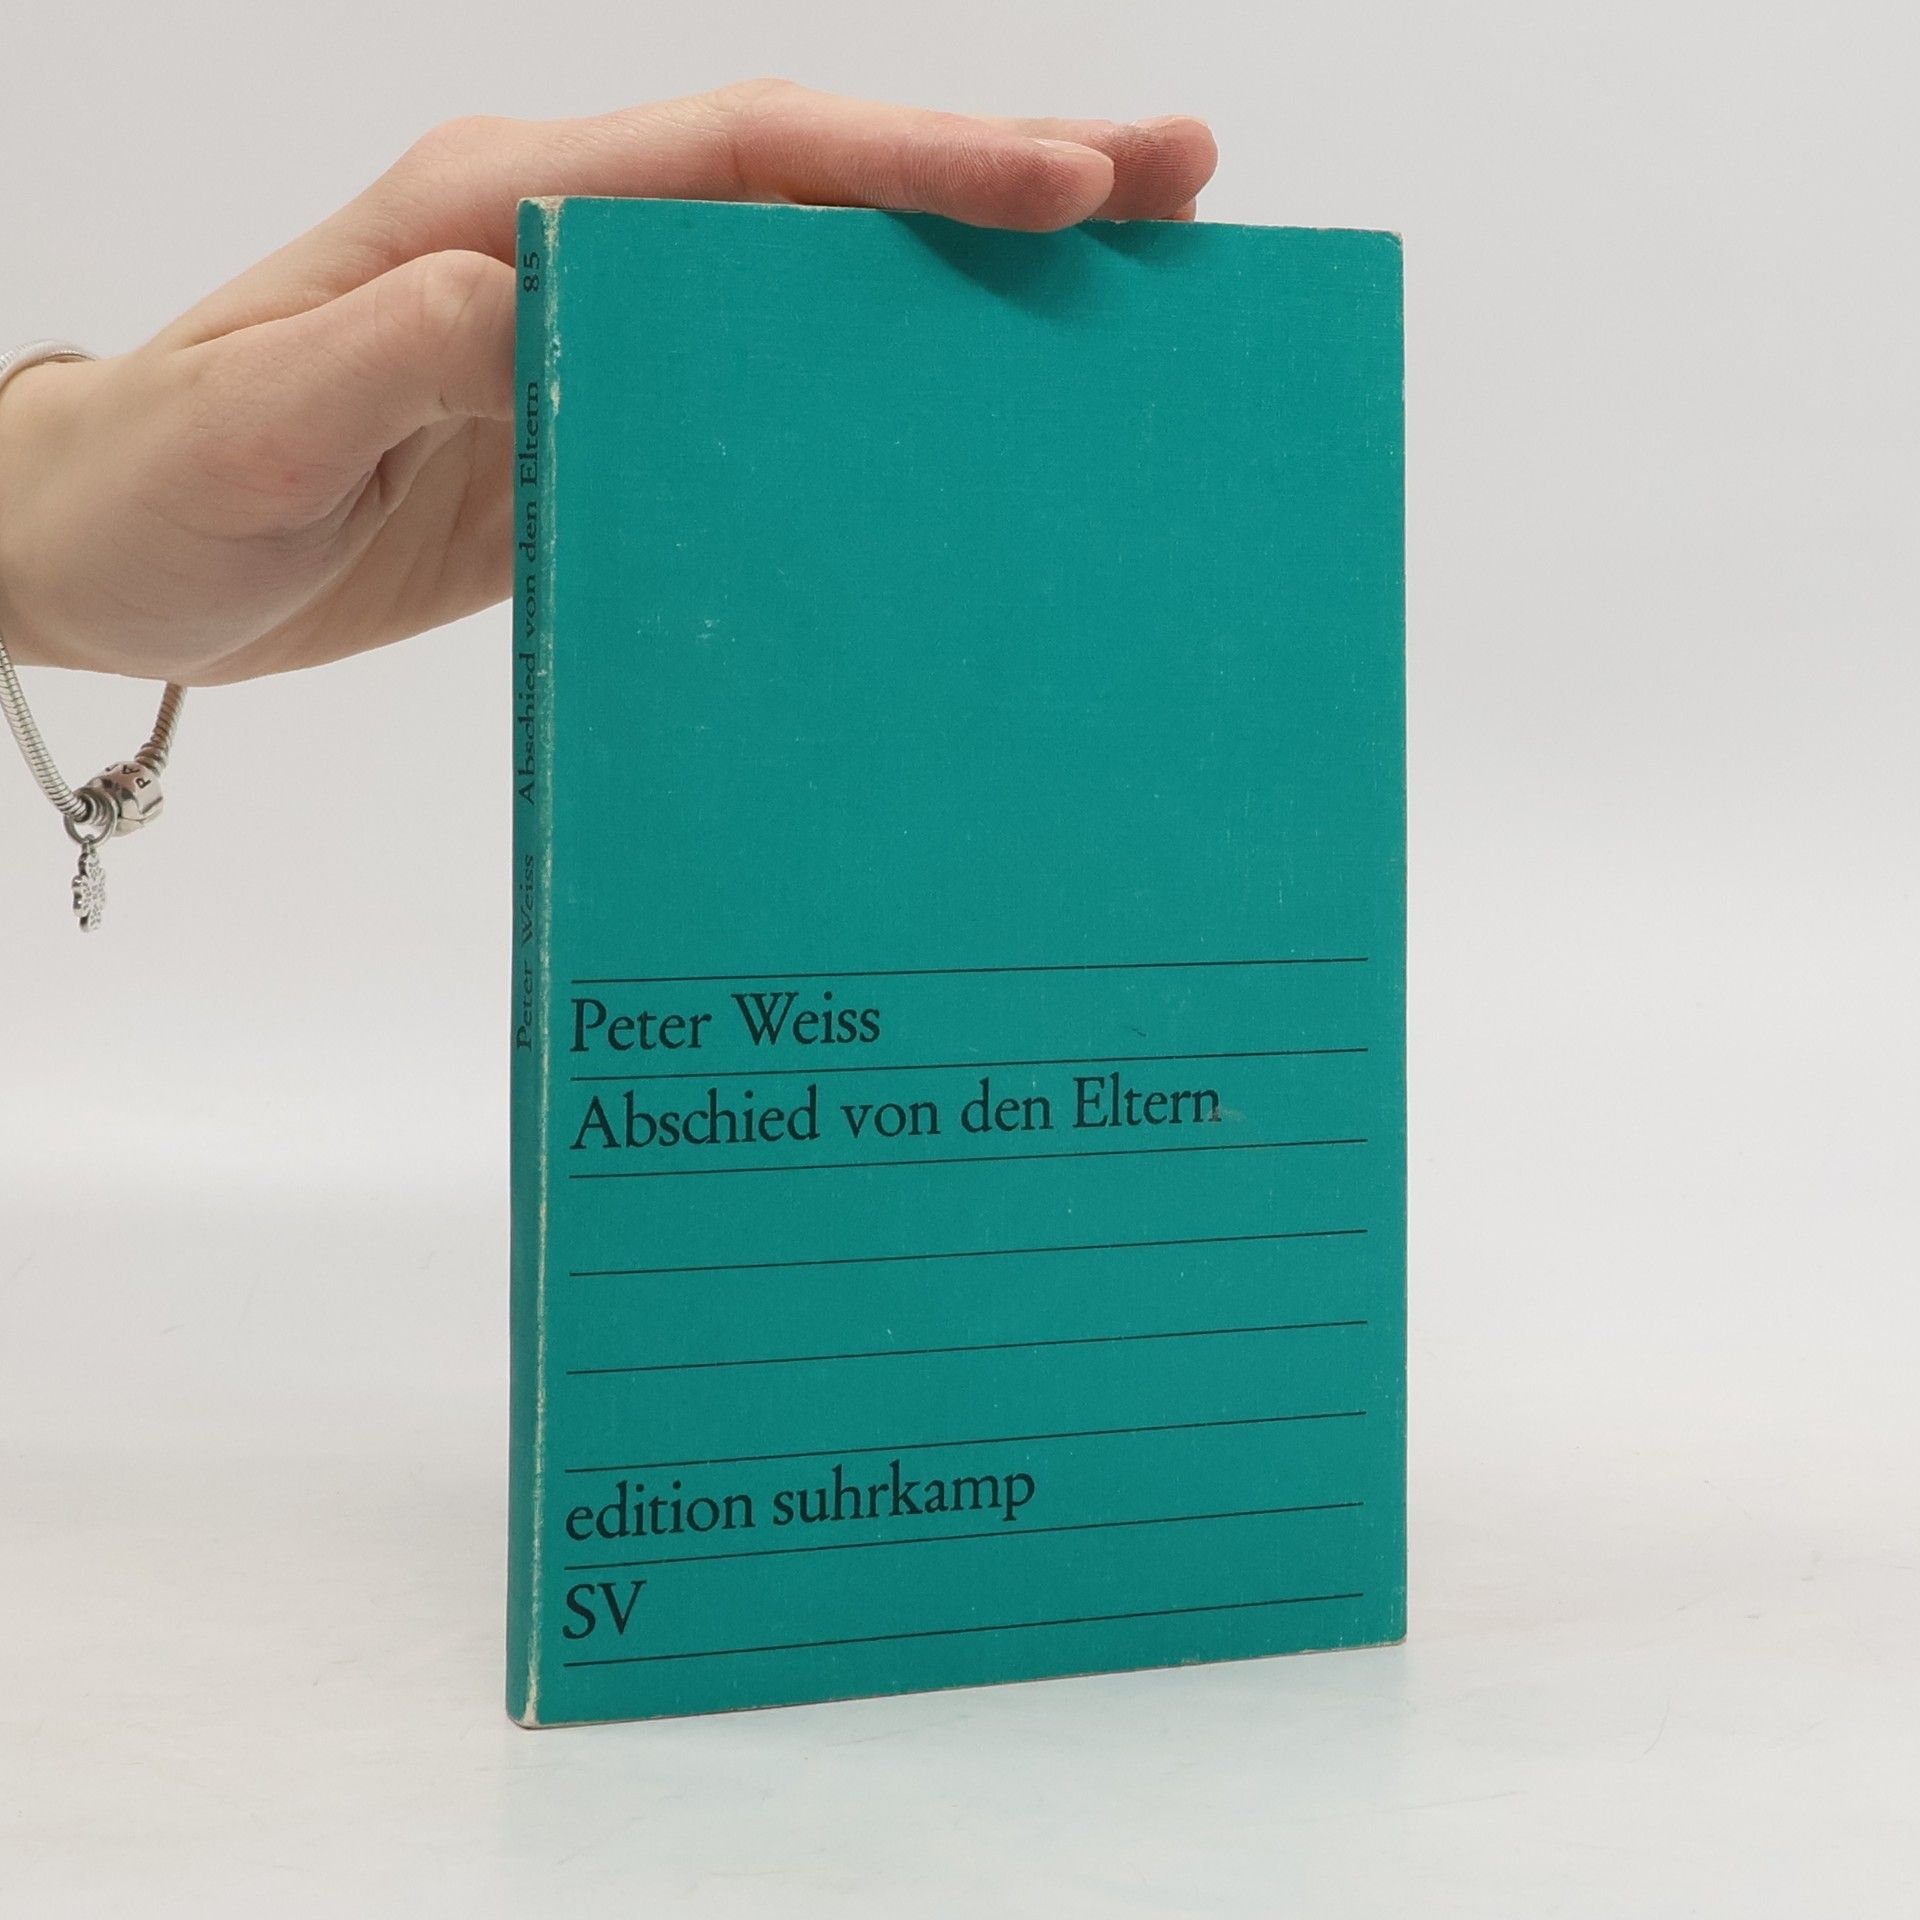 Peter Weiss Abschied von den Eltern 85
Peter Weiss
Abschied von den Eltern
edition suhrkamp
SV